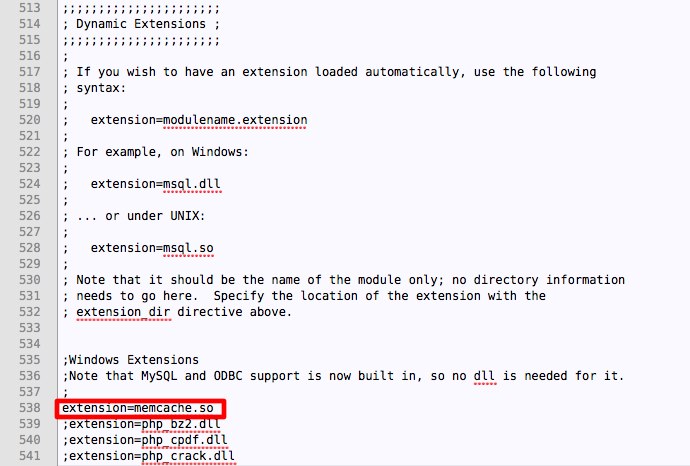 513 ;;;;;;;;;;;;;;;;;;;;;;
514 ; Dynamic Extensions ;
515 ;;;;;;;;;;;;;;;;;;;;;;
516 ;
517 ; If you wish to have an extension loaded automatically, use the following
518 ; syntax:
519 ;
520 ;   extension=modulename.extension
521 ;
522 ; For example, on Windows:
523 ;
524 ;   extension=msql.dll
525 ;
526 ; ... or under UNIX:
527 ;
528 ;   extension=msql.so
529 ;
530 ; Note that it should be the name of the module only; no directory information
531 ; needs to go here.  Specify the location of the extension with the
532 ; extension_dir directive above.
533
534
535 ;Windows Extensions
536 ;Note that MySQL and ODBC support is now built in, so no dll is needed for it.
537 ;
538 extension=memcache.so
539 ;extension=php_bz2.dll
540 ;extension=php_cpdf.dll
541 ;extension=php_crack.dll